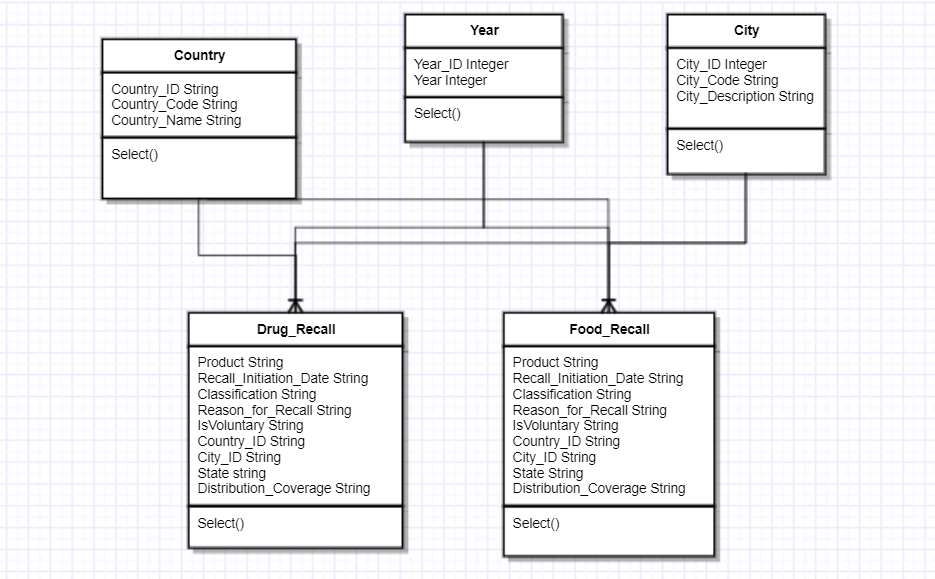 Country
Country_ID String
Country_Code String
Country_Name String
Select()
Year
Year_ID Integer
Year Integer
Select()
City
City_ID Integer
City_Code String
City_Description String
Select()
Drug_Recall
Product String
Recall_Initiation_Date String
Classification String
Reason_for_Recall String
IsVoluntary String
Country_ID String
City_ID String
State string
Distribution_Coverage String
Select()
Food_Recall
Product String
Recall_Initiation_Date String
Classification String
Reason_for_Recall String
IsVoluntary String
Country_ID String
City_ID String
State String
Distribution_Coverage String
Select()